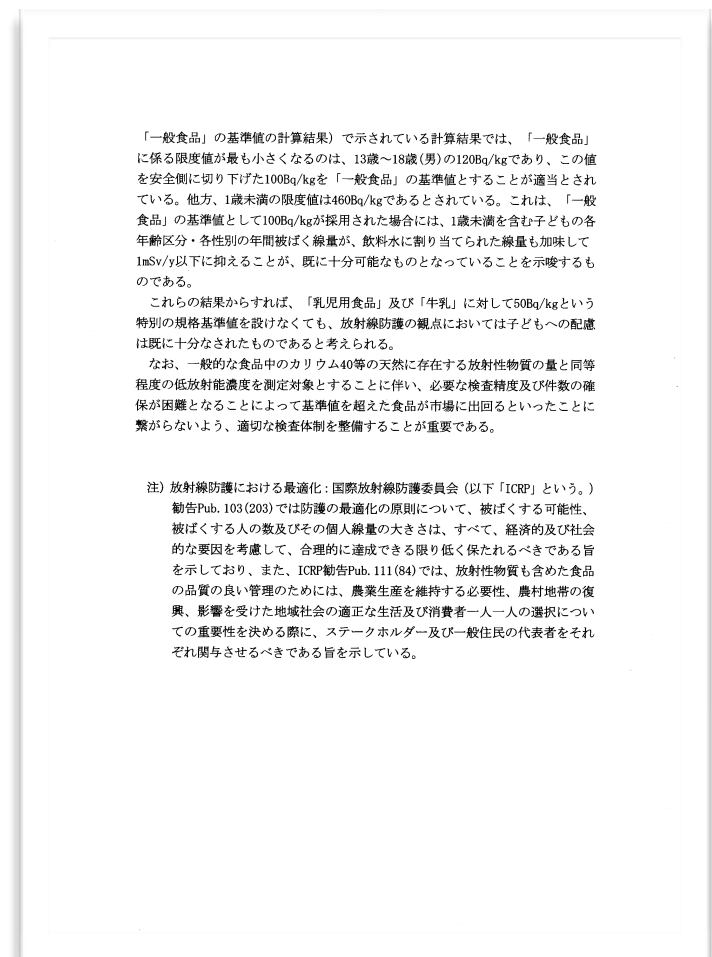 「一般食品」の基準値の計算結果）で示されている計算結果では、「一般食品」
に係る限度値が最も小さくなるのは、13歳～18歳(男)の120Bq/kgであり、この値
を安全側に切り下げた100Bq/kgを「一般食品」の基準値とすることが適当とされ
ている。他方、1歳未満の限度値は460Bq/kgであるとされている。これは、「一般
食品」の基準値として100Bq/kgが採用された場合には、1歳未満を含む子どもの各
年齢区分・各性別の年間被ばく線量が、飲料水に割り当てられた線量も加味して
1mSv/y以下に抑えることが、既に十分可能なものとなっていることを示唆するも
のである。
これらの結果からすれば、「乳児用食品」及び「牛乳」に対して50Bq/kgという
特別の規格基準値を設けなくても、放射線防護の観点においては子どもへの配慮
は既に十分なされたものであると考えられる。
なお、一般的な食品中のカリウム40等の天然に存在する放射性物質の量と同等
程度の低放射能濃度を測定対象とすることに伴い、必要な検査精度及び件数の確
保が困難となることによって基準値を超えた食品が市場に出回るといったことに
繋がらないよう、適切な検査体制を整備することが重要である。
注）放射線防護における最適化：国際放射線防護委員会（以下「ICRP」という。）
勧告Pub.103(203)では防護の最適化の原則について、被ばくする可能性、
被ばくする人の数及びその個人線量の大きさは、すべて、経済的及び社会
的な要因を考慮して、合理的に達成できる限り低く保たれるべきである旨
を示しており、また、ICRP勧告Pub.111(84)では、放射性物質も含めた食品
の品質の良い管理のためには、農業生産を維持する必要性、農村地帯の復
興、影響を受けた地域社会の適正な生活及び消費者一人一人の選択につい
ての重要性を決める際に、ステークホルダー及び一般住民の代表者をそれ
ぞれ関与させるべきである旨を示している。